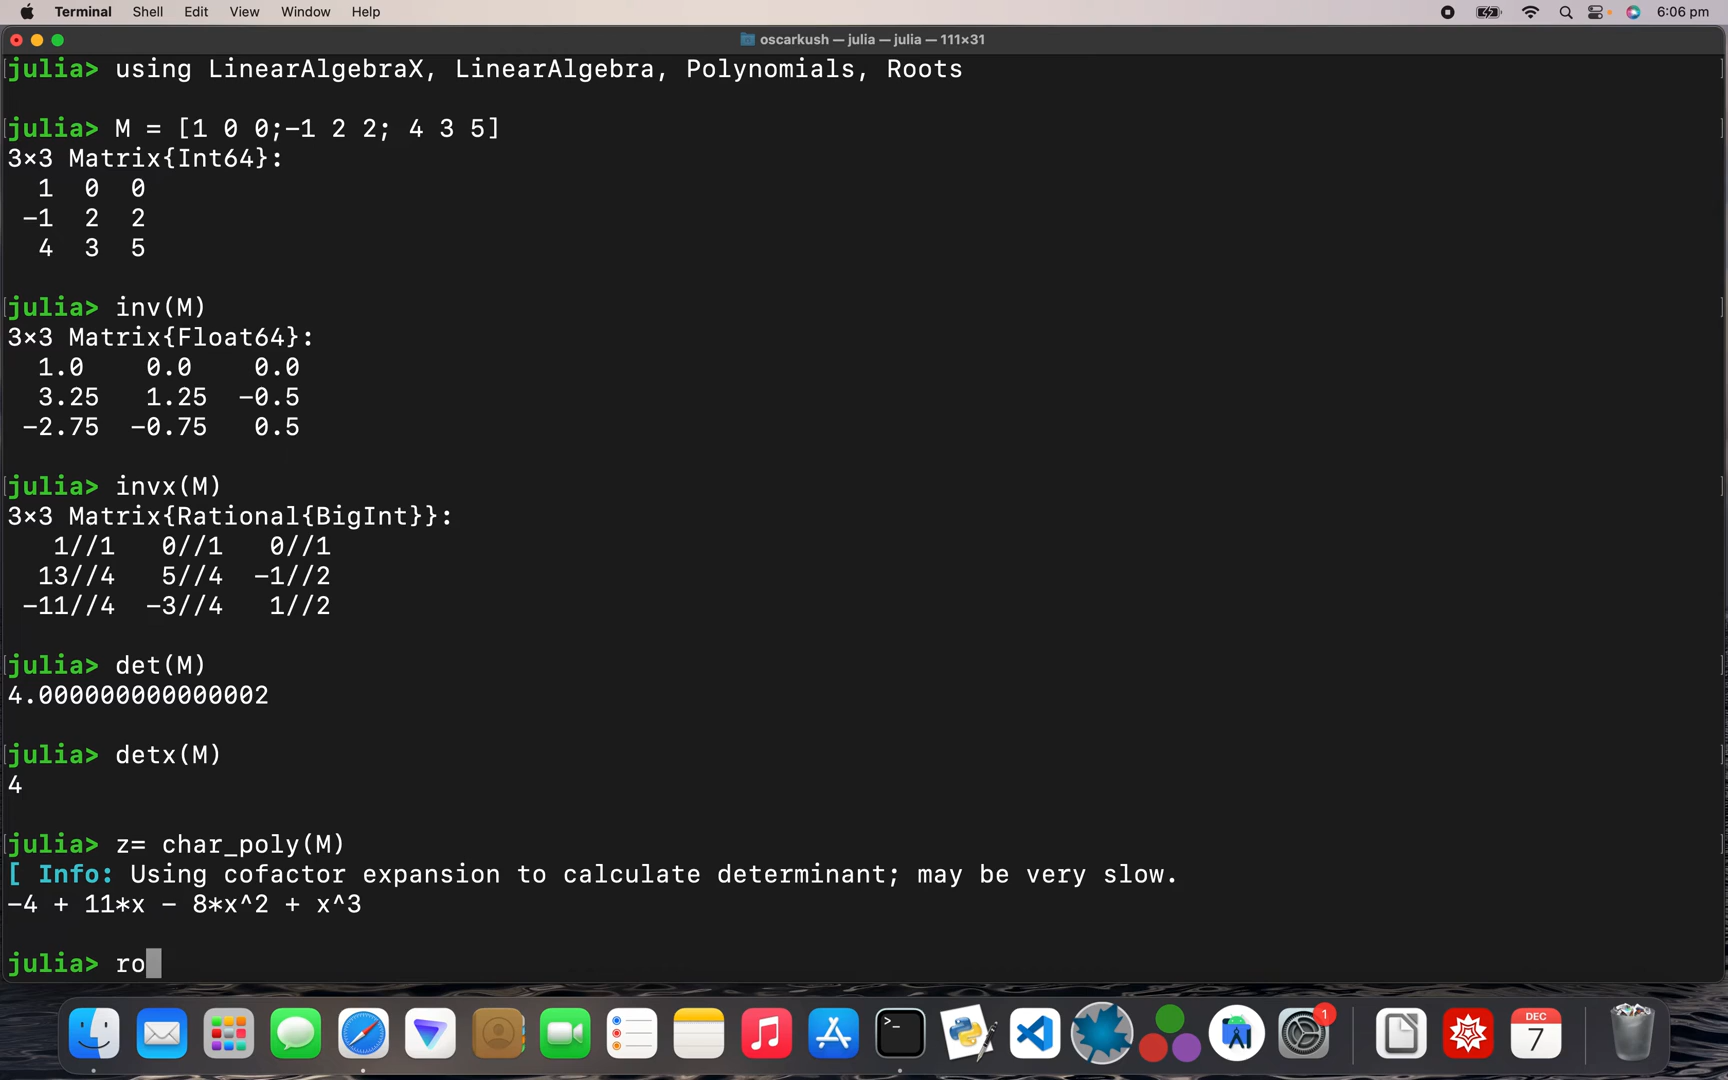 Terminal Shell Edit View Window Help 6:06 pm
oscarkush — julia — julia — 111×31
julia> using LinearAlgebraX, LinearAlgebra, Polynomials, Roots
julia> M = [1 0 0;-1 2 2; 4 3 5]
3×3 Matrix{Int64}:
1 0 0
-1 2 2
4 3 5
julia> inv(M)
3×3 Matrix{Float64}:
1.0 0.0 0.0
3.25 1.25 -0.5
-2.75 -0.75 0.5
julia> invx(M)
3×3 Matrix{Rational{BigInt}}:
1//1 0//1 0//1
13//4 5//4 -1//2
-11//4 -3//4 1//2
julia> det(M)
4.000000000000002
julia> detx(M)
4
julia> z= char_poly(M)
[ Info: Using cofactor expansion to calculate determinant; may be very slow.
-4 + 11*x - 8*x^2 + x^3
julia> ro
>_
1
DEC
7